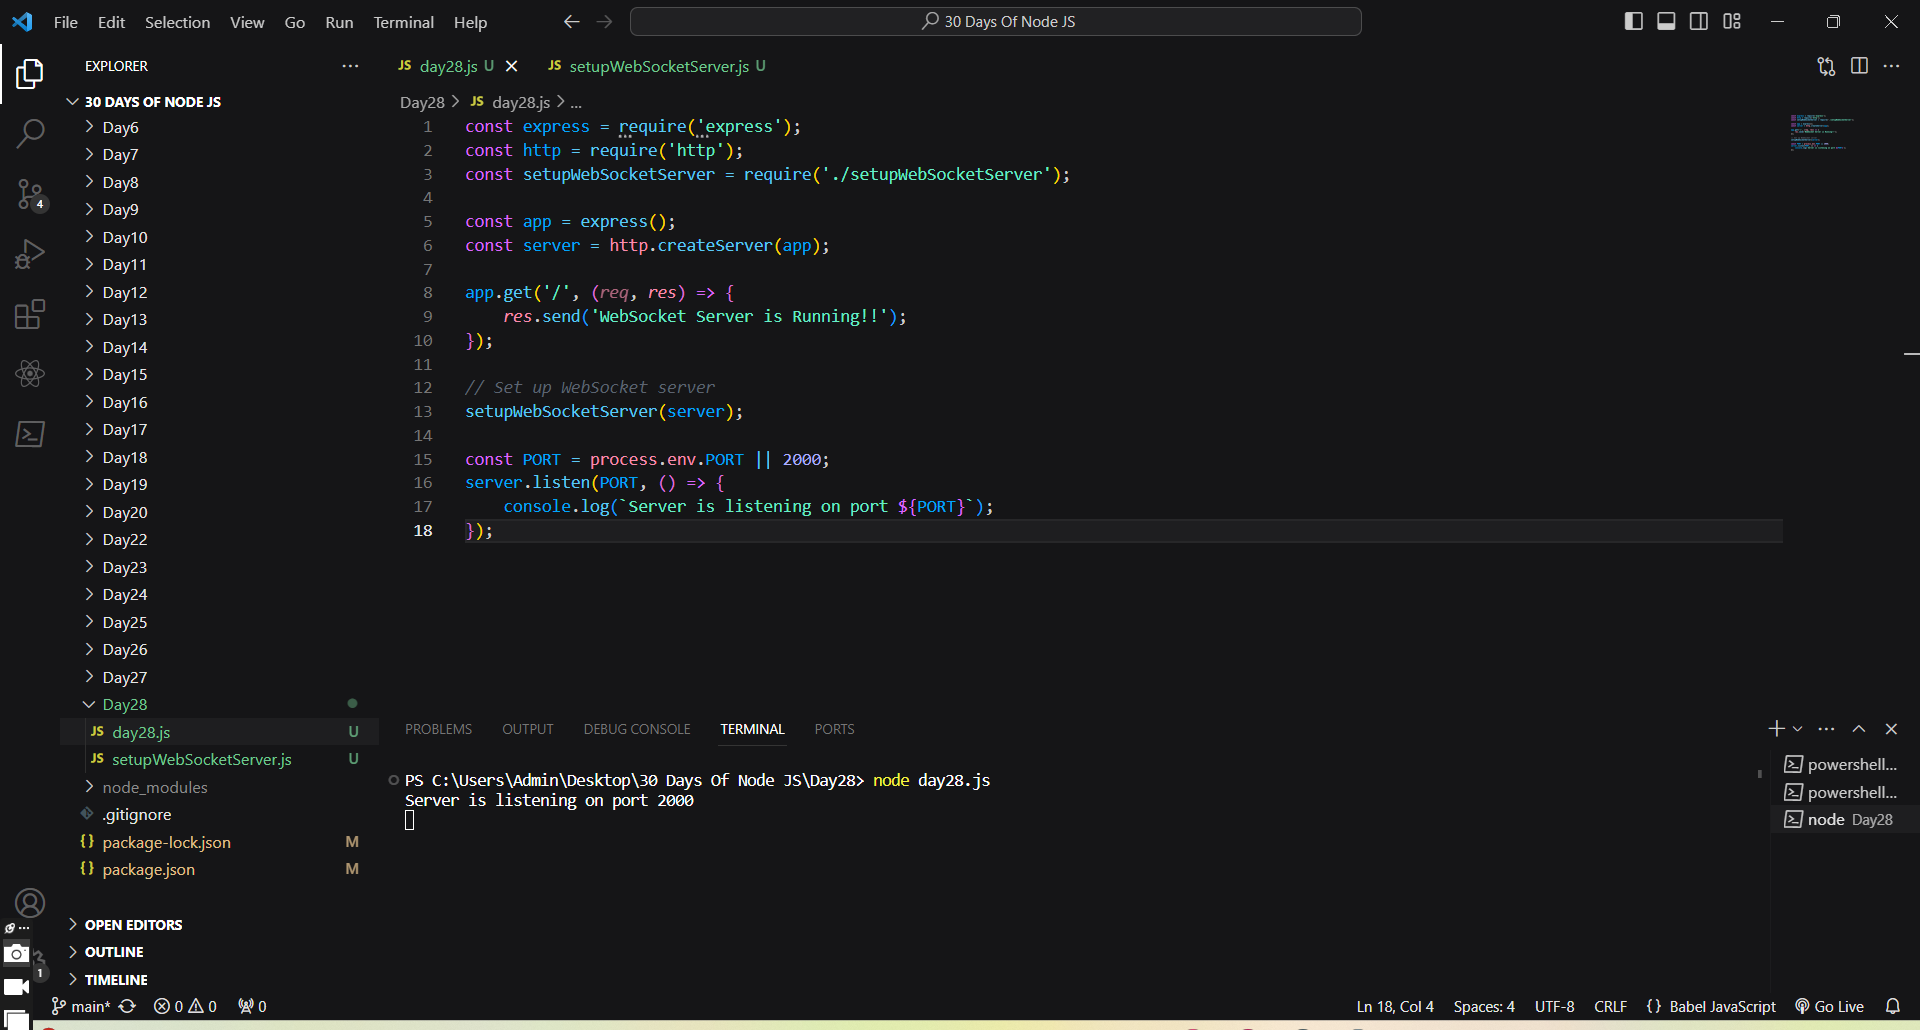 File Edit Selection View Go Run Terminal Help
30 Days Of Node JS
EXPLORER
30 DAYS OF NODE JS
Day6
Day7
Day8
Day9
Day10
Day11
Day12
Day13
Day14
Day15
Day16
Day17
Day18
Day19
Day20
Day22
Day23
Day24
Day25
Day26
Day27
Day28
JS day28.js U
JS setupWebSocketServer.js U
node_modules
.gitignore
{} package-lock.json M
{} package.json M
OPEN EDITORS
OUTLINE
TIMELINE
4
1
JS day28.js U
JS setupWebSocketServer.js U
Day28 > JS day28.js > ...
1 const express = require('express');
2 const http = require('http');
3 const setupWebSocketServer = require('./setupWebSocketServer');
4
5 const app = express();
6 const server = http.createServer(app);
7
8 app.get('/', (req, res) => {
9 res.send('WebSocket Server is Running!!');
10 });
11
12 // Set up WebSocket server
13 setupWebSocketServer(server);
14
15 const PORT = process.env.PORT || 2000;
16 server.listen(PORT, () => {
17 console.log(`Server is listening on port ${PORT}`);
18 });
PROBLEMS OUTPUT DEBUG CONSOLE TERMINAL PORTS
PS C:\Users\Admin\Desktop\30 Days Of Node JS\Day28> node day28.js
Server is listening on port 2000
powershell...
powershell...
node Day28
main* 0 0 0
Ln 18, Col 4 Spaces: 4 UTF-8 CRLF {} Babel JavaScript Go Live